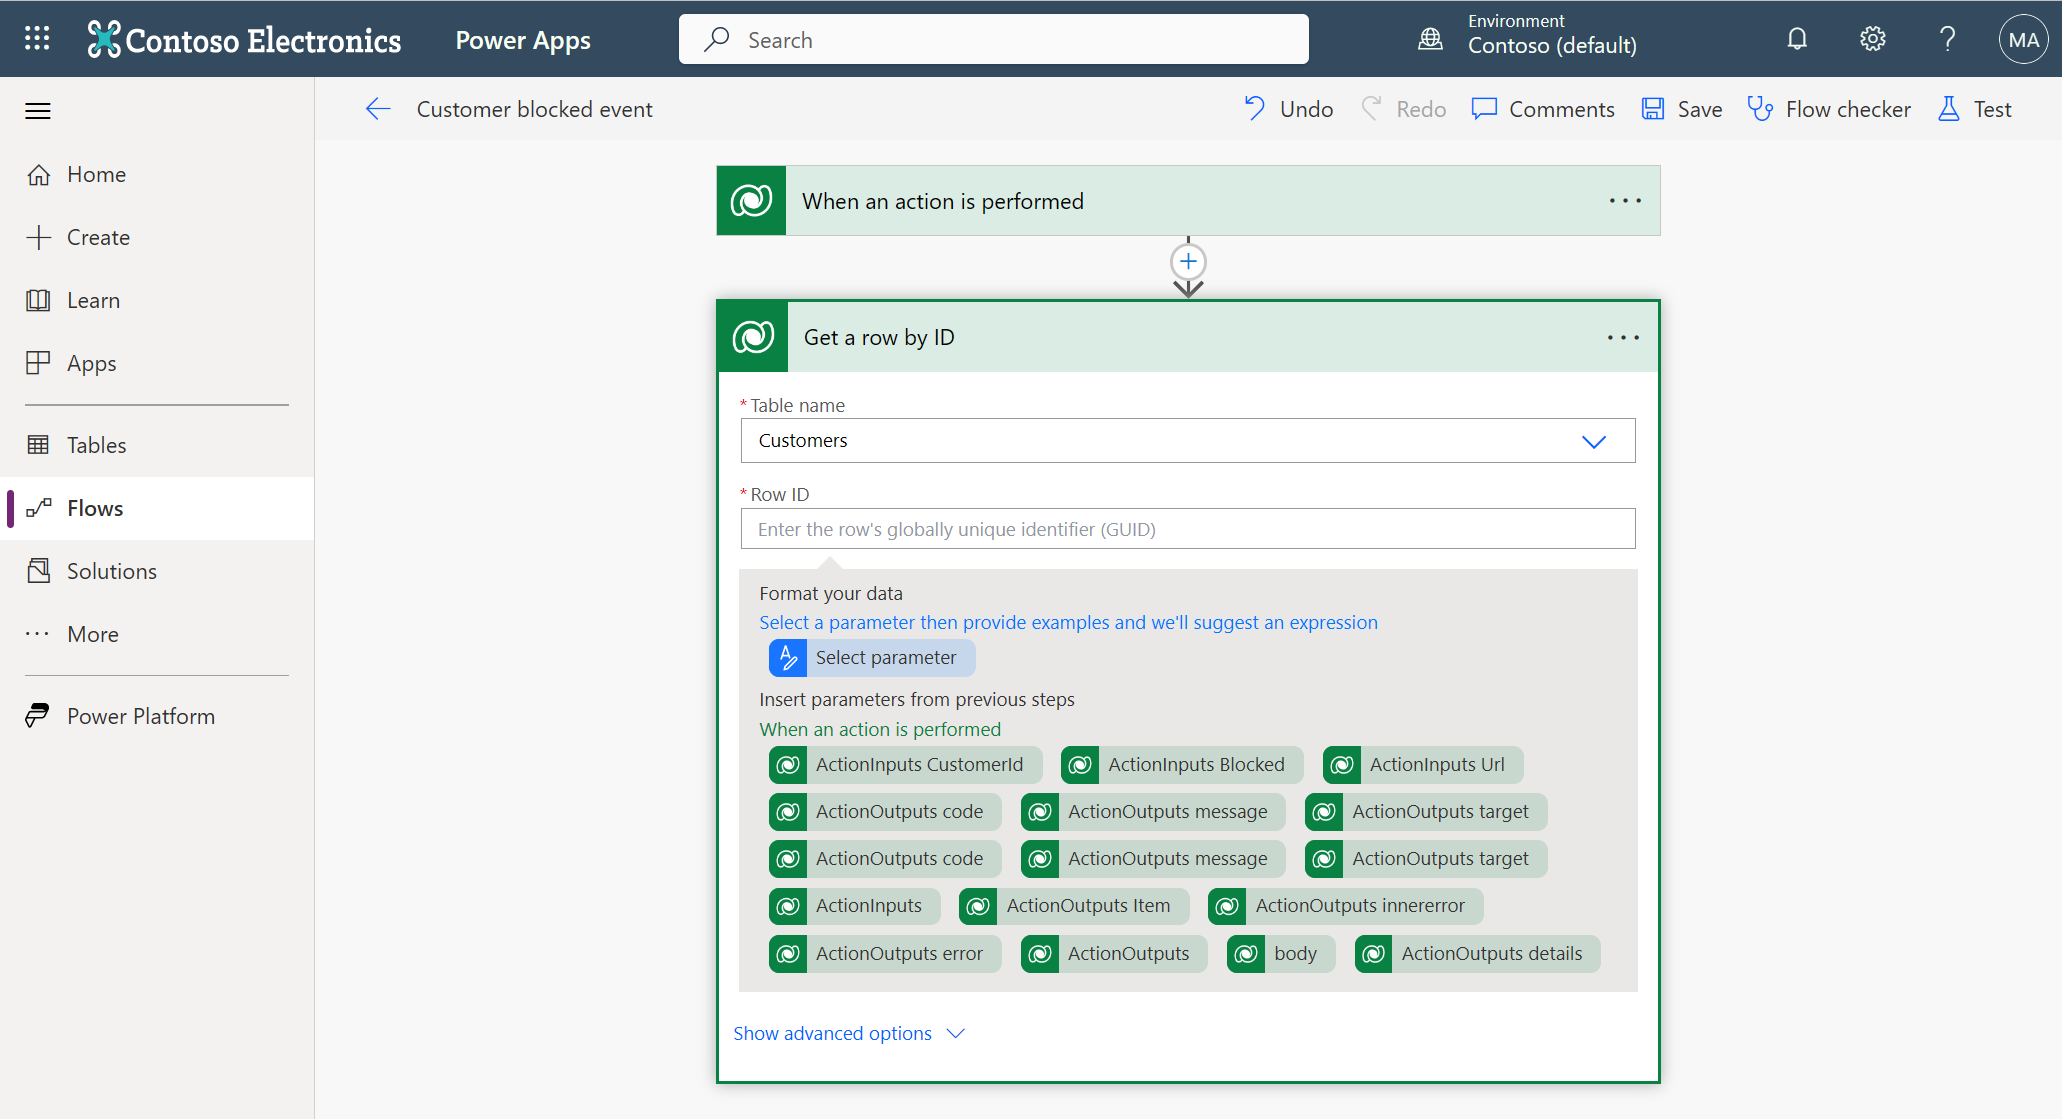 Contoso Electronics
Power Apps
Search
Environment
Contoso (default)
MA
Customer blocked event
Undo
Redo
Comments
Save
Flow checker
Test
Home
Create
Learn
Apps
Tables
Flows
Solutions
More
Power Platform
When an action is performed
Get a row by ID
* Table name
Customers
* Row ID
Enter the row's globally unique identifier (GUID)
Format your data
Select a parameter then provide examples and we'll suggest an expression
Select parameter
Insert parameters from previous steps
When an action is performed
ActionInputs CustomerId ActionInputs Blocked ActionInputs Url
ActionOutputs code ActionOutputs message ActionOutputs target
ActionOutputs code ActionOutputs message ActionOutputs target
ActionInputs ActionOutputs Item ActionOutputs innererror
ActionOutputs error ActionOutputs body ActionOutputs details
Show advanced options